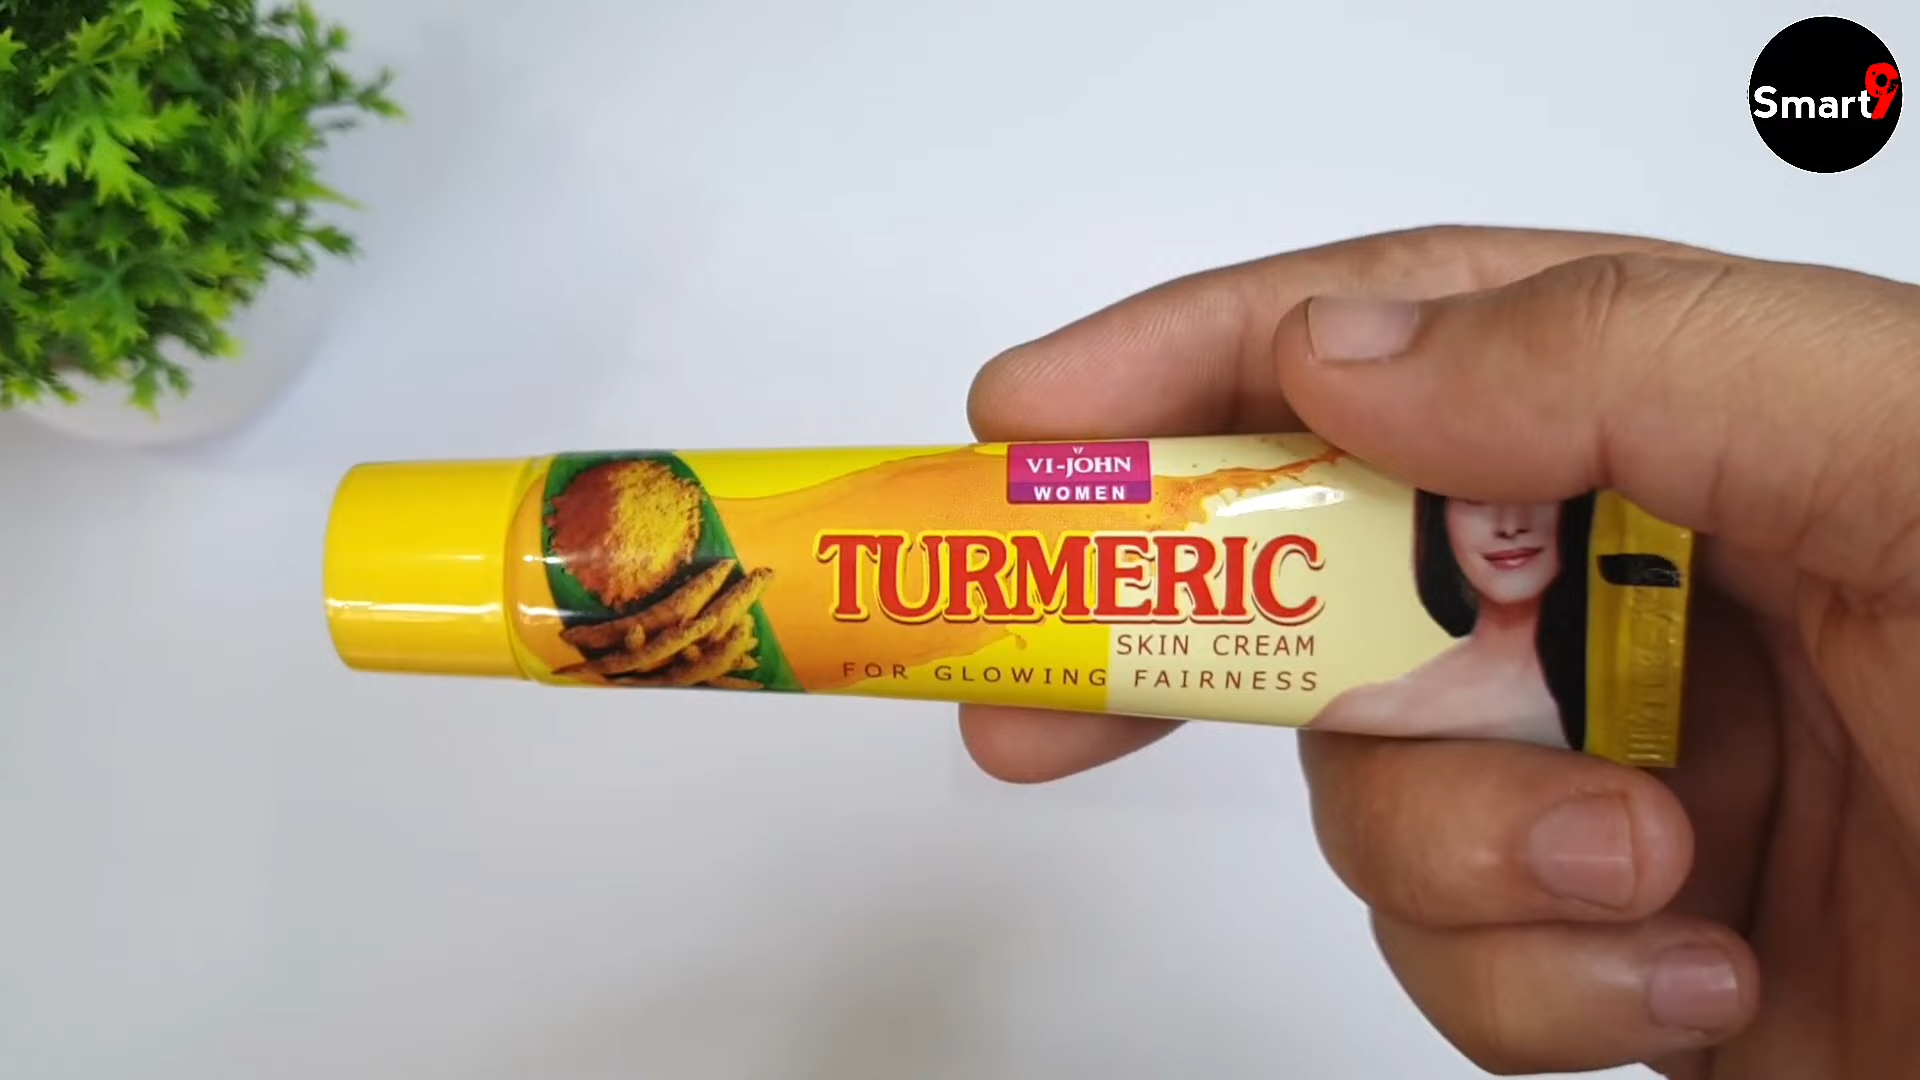 Smart9
VI-JOHN
WOMEN
TURMERIC
SKIN CREAM
FOR GLOWING FAIRNESS